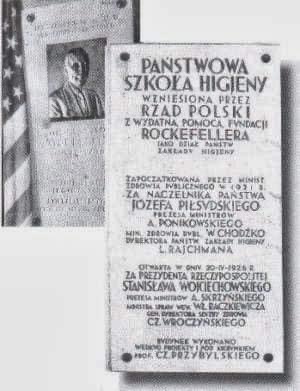 PAŃSTWOWA
SZKOŁA HIGJENY
WZNIESIONA PRZEZ
RZĄD POLSKI
Z WYDATNĄ POMOCĄ FUNDACJI
ROCKEFELLERA
JAKO DZIAŁ PAŃSTW.
ZAKŁADU HIGJENY
ZAPOCZĄTKOWANA PRZEZ MINIST.
ZDROWIA PUBLICZNEGO W 1921 R.
ZA NACZELNIKA PAŃSTWA
JÓZEFA PIŁSUDSKIEGO
PREZESA MINISTRÓW
A. PONIKOWSKIEGO
MIN. ZDROWIA PUBL. W. CHODŹKO
DYREKTORA PAŃSTW. ZAKŁADU HIGJENY
L. RAJCHMANA
OTWARTA W DNIU 20-IV-1926 R.
ZA PREZYDENTA RZECZYPOSPOLITEJ
STANISŁAWA WOJCIECHOWSKIEGO
PREZESA MINISTRÓW A. SKRZYŃSKIEGO
MINISTRA SPRAW WEW. WŁ. RACZKIEWICZA
GEN. DYREKTORA SŁUŻBY ZDROWIA
CZ. WROCZYŃSKIEGO
BUDYNEK WYKONANO
WEDŁUG PROJEKTU I POD KIERUNKIEM
PROF. CZ. PRZYBYLSKIEGO